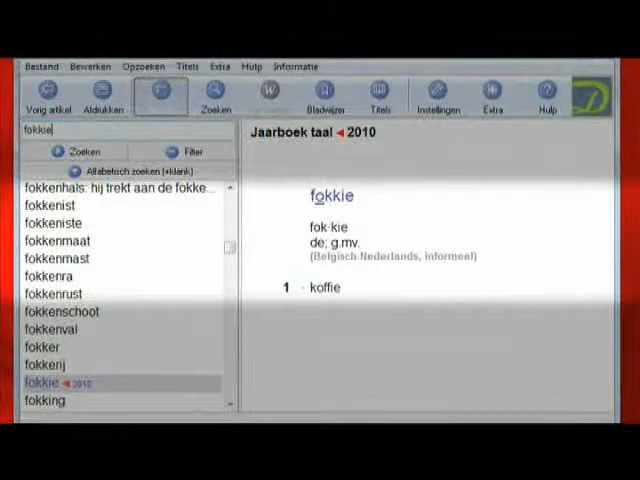 Bestand Bewerken Opzoeken Titels Extra Hulp Informatie
Vorig artikel Afdrukken Zoeken Bladwijzer Titels Instellingen Extra Hulp
fokkie
Zoeken Filter
Alfabetisch zoeken (+klank)
fokkenhals: hij trekt aan de fokke...
fokkenist
fokkeniste
fokkenmaat
fokkenmast
fokkenra
fokkenrust
fokkenschoot
fokkenval
fokker
fokkerij
fokkie ◄ 2010
fokking
Jaarboek taal ◄ 2010
fokkie
fok·kie
de; g.mv.
(Belgisch Nederlands, informeel)
1 · koffie